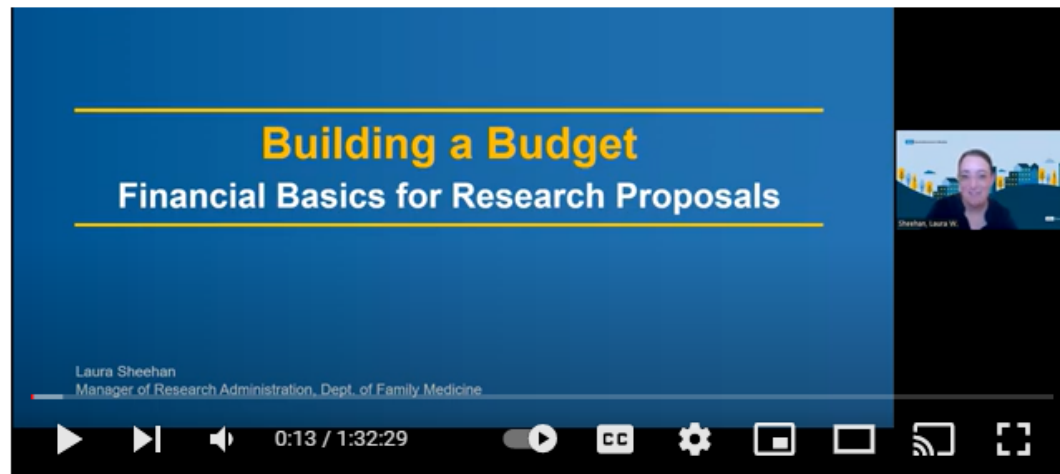 Building a Budget
Financial Basics for Research Proposals
Sheehan, Laura W.
Laura Sheehan
Manager of Research Administration, Dept. of Family Medicine
0:13 / 1:32:29
CC